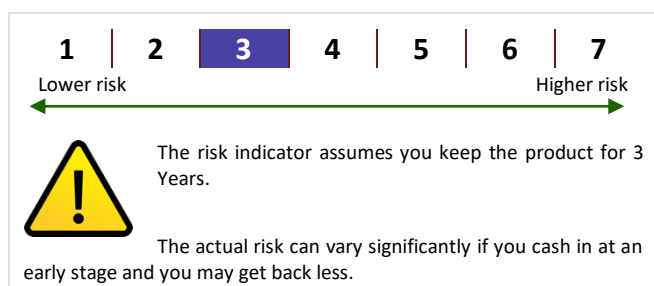 1 2 3 4 5 6 7
Lower risk Higher risk
The risk indicator assumes you keep the product for 3
Years.
The actual risk can vary significantly if you cash in at an
early stage and you may get back less.